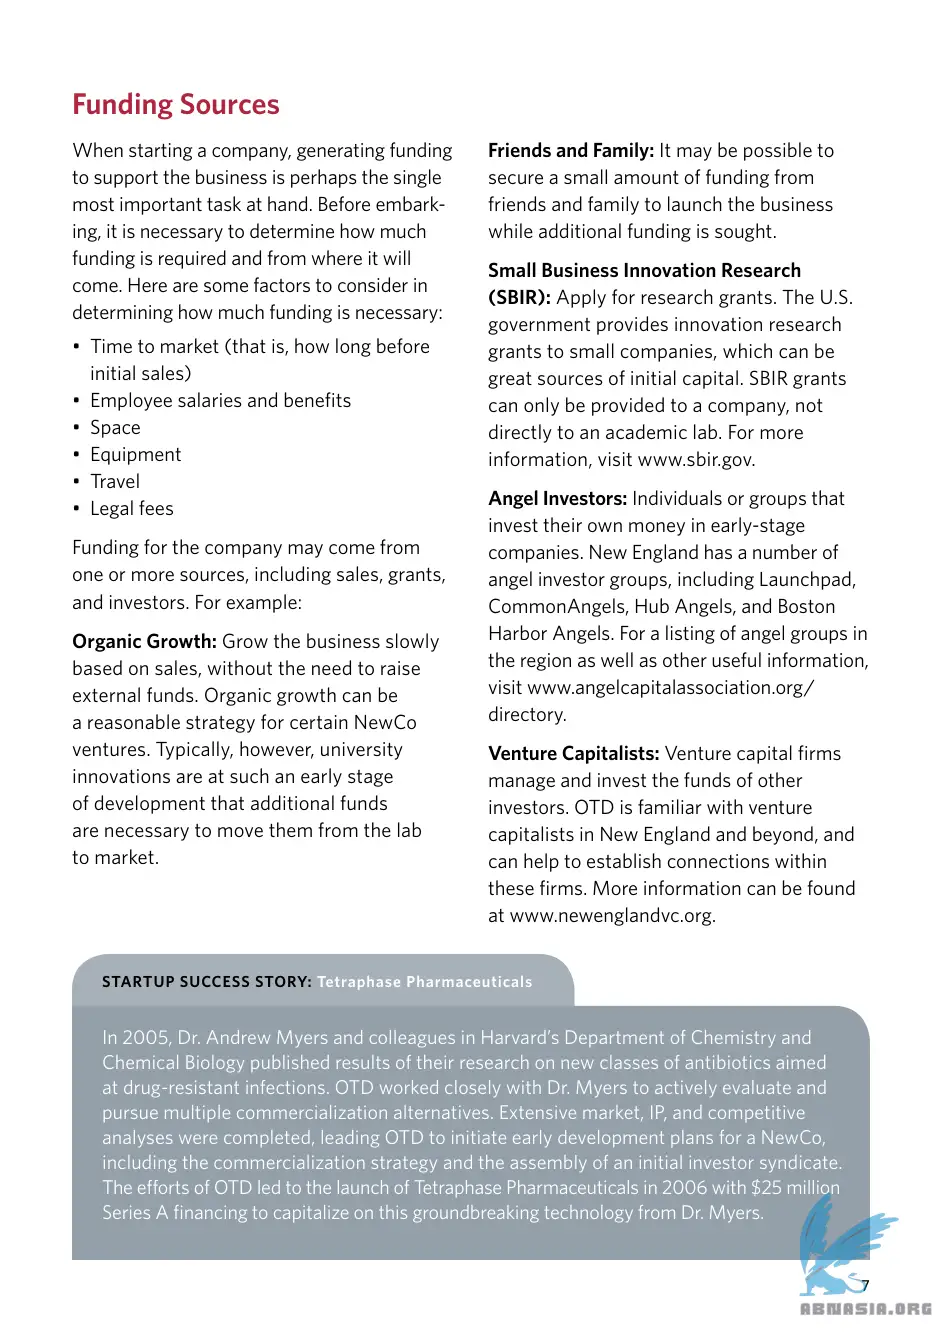 Funding Sources
When starting a company, generating funding
to support the business is perhaps the single
most important task at hand. Before embark-
ing, it is necessary to determine how much
funding is required and from where it will
come. Here are some factors to consider in
determining how much funding is necessary:
• Time to market (that is, how long before
initial sales)
• Employee salaries and benefits
• Space
• Equipment
• Travel
• Legal fees
Funding for the company may come from
one or more sources, including sales, grants,
and investors. For example:
Organic Growth: Grow the business slowly
based on sales, without the need to raise
external funds. Organic growth can be
a reasonable strategy for certain NewCo
ventures. Typically, however, university
innovations are at such an early stage
of development that additional funds
are necessary to move them from the lab
to market.
Friends and Family: It may be possible to
secure a small amount of funding from
friends and family to launch the business
while additional funding is sought.
Small Business Innovation Research
(SBIR): Apply for research grants. The U.S.
government provides innovation research
grants to small companies, which can be
great sources of initial capital. SBIR grants
can only be provided to a company, not
directly to an academic lab. For more
information, visit www.sbir.gov.
Angel Investors: Individuals or groups that
invest their own money in early-stage
companies. New England has a number of
angel investor groups, including Launchpad,
CommonAngels, Hub Angels, and Boston
Harbor Angels. For a listing of angel groups in
the region as well as other useful information,
visit www.angelcapitalassociation.org/
directory.
Venture Capitalists: Venture capital firms
manage and invest the funds of other
investors. OTD is familiar with venture
capitalists in New England and beyond, and
can help to establish connections within
these firms. More information can be found
at www.newenglandvc.org.
STARTUP SUCCESS STORY: Tetraphase Pharmaceuticals
In 2005, Dr. Andrew Myers and colleagues in Harvard's Department of Chemistry and
Chemical Biology published results of their research on new classes of antibiotics aimed
at drug-resistant infections. OTD worked closely with Dr. Myers to actively evaluate and
pursue multiple commercialization alternatives. Extensive market, IP, and competitive
analyses were completed, leading OTD to initiate early development plans for a NewCo,
including the commercialization strategy and the assembly of an initial investor syndicate.
The efforts of OTD led to the launch of Tetraphase Pharmaceuticals in 2006 with $25 million
Series A financing to capitalize on this groundbreaking technology from Dr. Myers.
7
ABNASIA.ORG